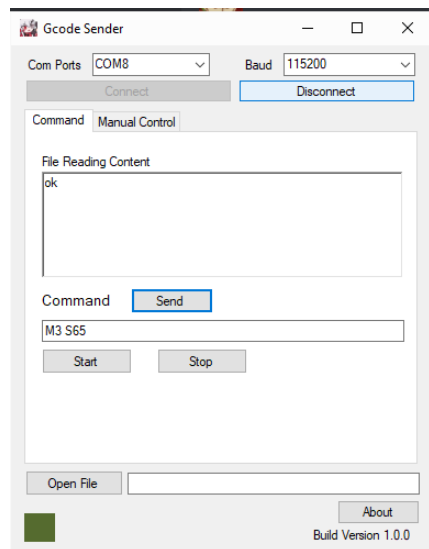 Gcode Sender
Com Ports COM8 Baud 115200
Connect Disconnect
Command Manual Control
File Reading Content
ok
Command Send
M3 S65
Start Stop
Open File
About
Build Version 1.0.0